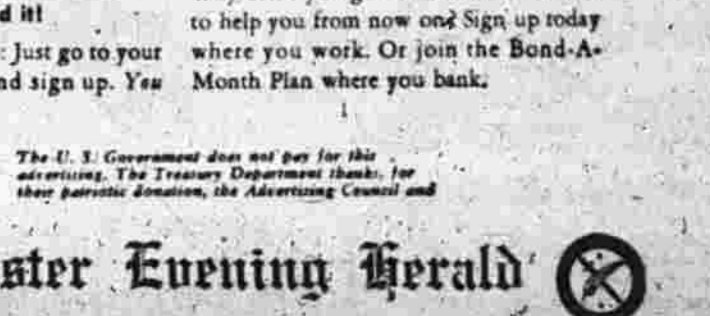 d it!
: Just go to your
nd sign up. You
to help you from now on? Sign up today
where you work. Or join the Bond-A-
Month Plan where you bank.
The U. S. Government does not pay for this
advertising. The Treasury Department thanks, for
their patriotic donation, the Advertising Council and
ster Evening Herald